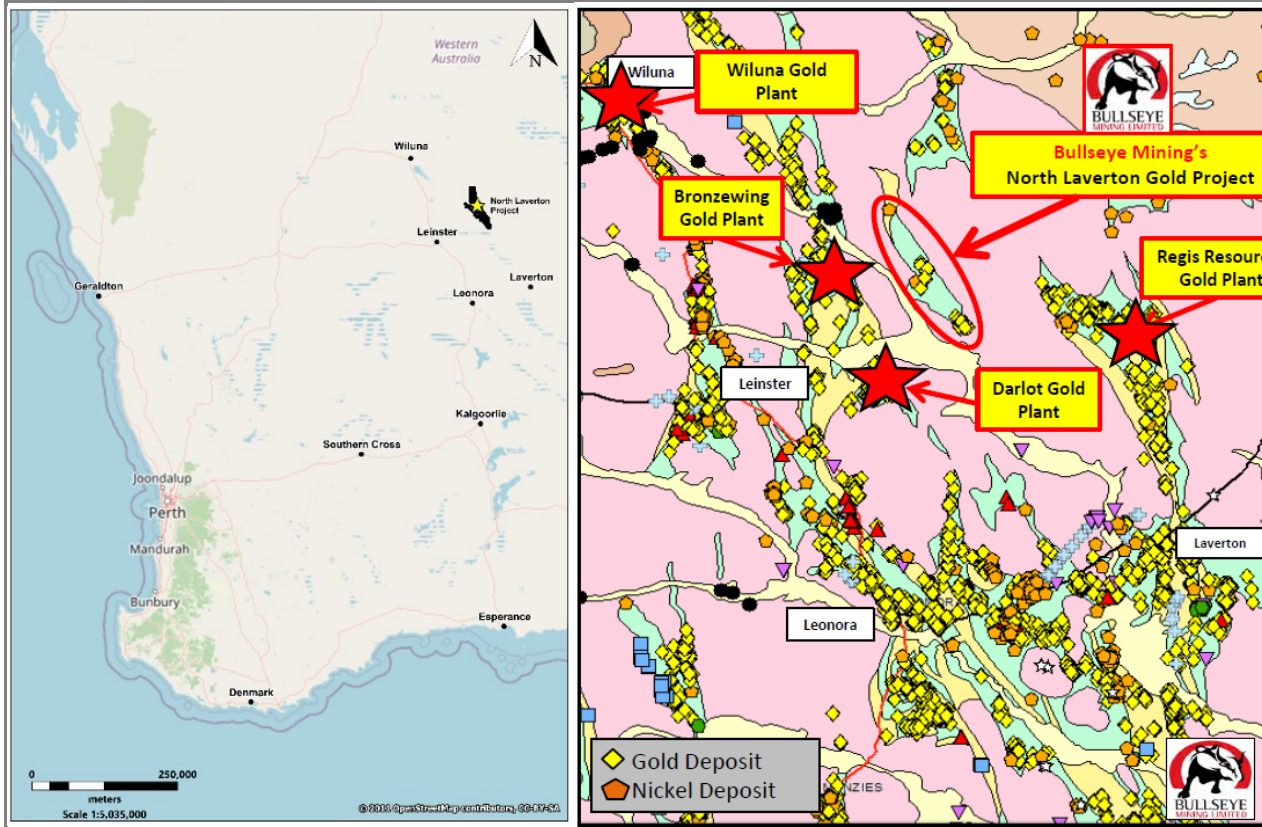 Western
Australia
N
Wiluna
North Laverton
Project
Leinster
Laverton
Geraldton
Leonora
Kalgoorlie
Southern Cross
Joondalup
Perth
Mandurah
Bunbury
Esperance
Denmark
0 250,000
meters
Scale 1:5,035,000
© 2011 OpenStreetMap contributors, CC-BY-SA
Wiluna
Wiluna Gold
Plant
BULLSEYE
MINING LIMITED
Bullseye Mining's
North Laverton Gold Project
Bronzewing
Gold Plant
Regis Resourc
Gold Plant
Leinster
Darlot Gold
Plant
Laverton
Leonora
Gold Deposit
Nickel Deposit
NZIES
BULLSEYE
MINING LIMITED